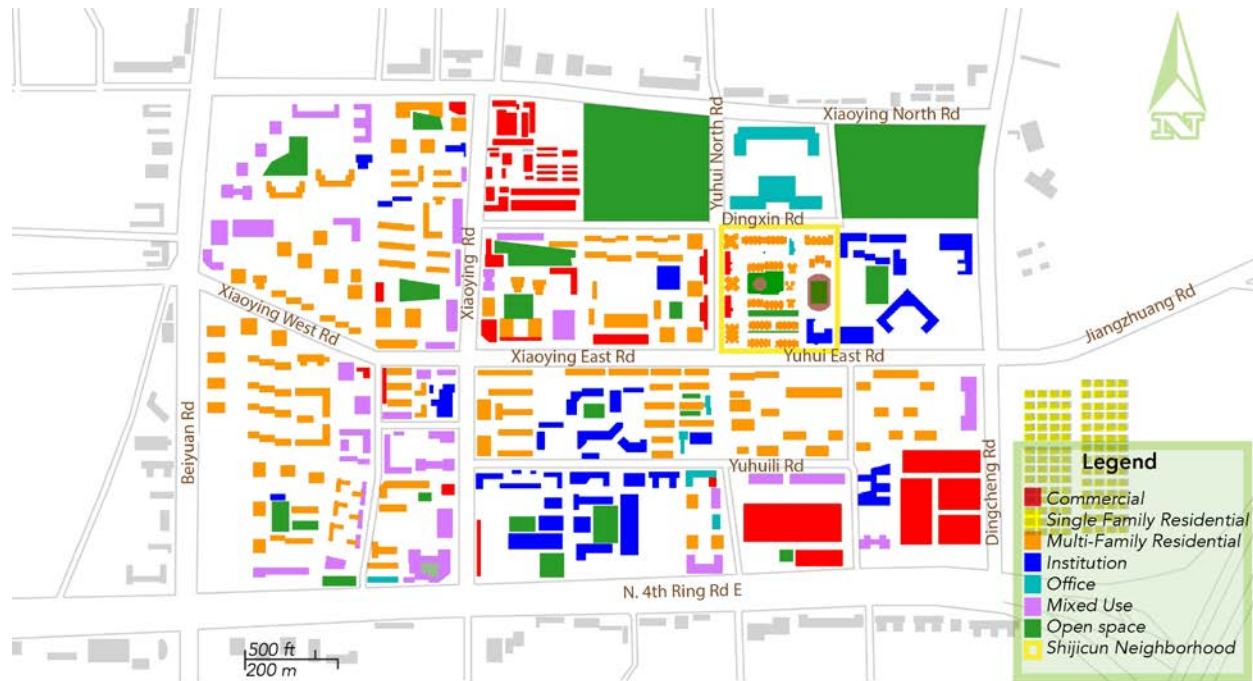 Xiaoying North Rd
N
Yuhui North Rd
Dingxin Rd
Xiaoying Rd
Xiaoying West Rd
Xiaoying East Rd
Yuhui East Rd
Jiangzhuang Rd
Beiyuan Rd
Yuhuili Rd
Dingcheng Rd
N. 4th Ring Rd E
500 ft
200 m
Legend
Commercial
Single Family Residential
Multi-Family Residential
Institution
Office
Mixed Use
Open space
Shijicun Neighborhood